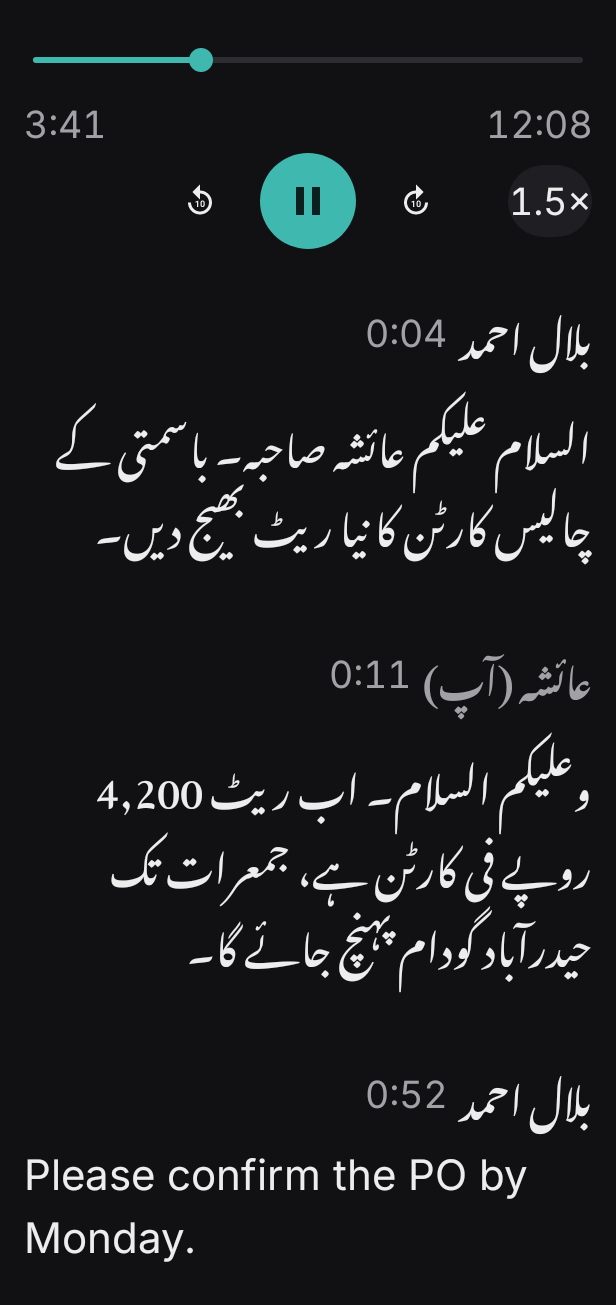 3:41
12:08
10
10
1.5×
بلال احمد 0:04
السلام علیکم عائشہ صاحبہ۔ باسمتی کے
چالیس کارٹن کا نیا ریٹ بھیج دیں۔
عائشہ (آپ) 0:11
وعلیکم السلام۔ اب ریٹ 4,200
روپے فی کارٹن ہے، جمعرات تک
حیدرآباد گودام پہنچ جائے گا۔
بلال احمد 0:52
Please confirm the PO by
Monday.